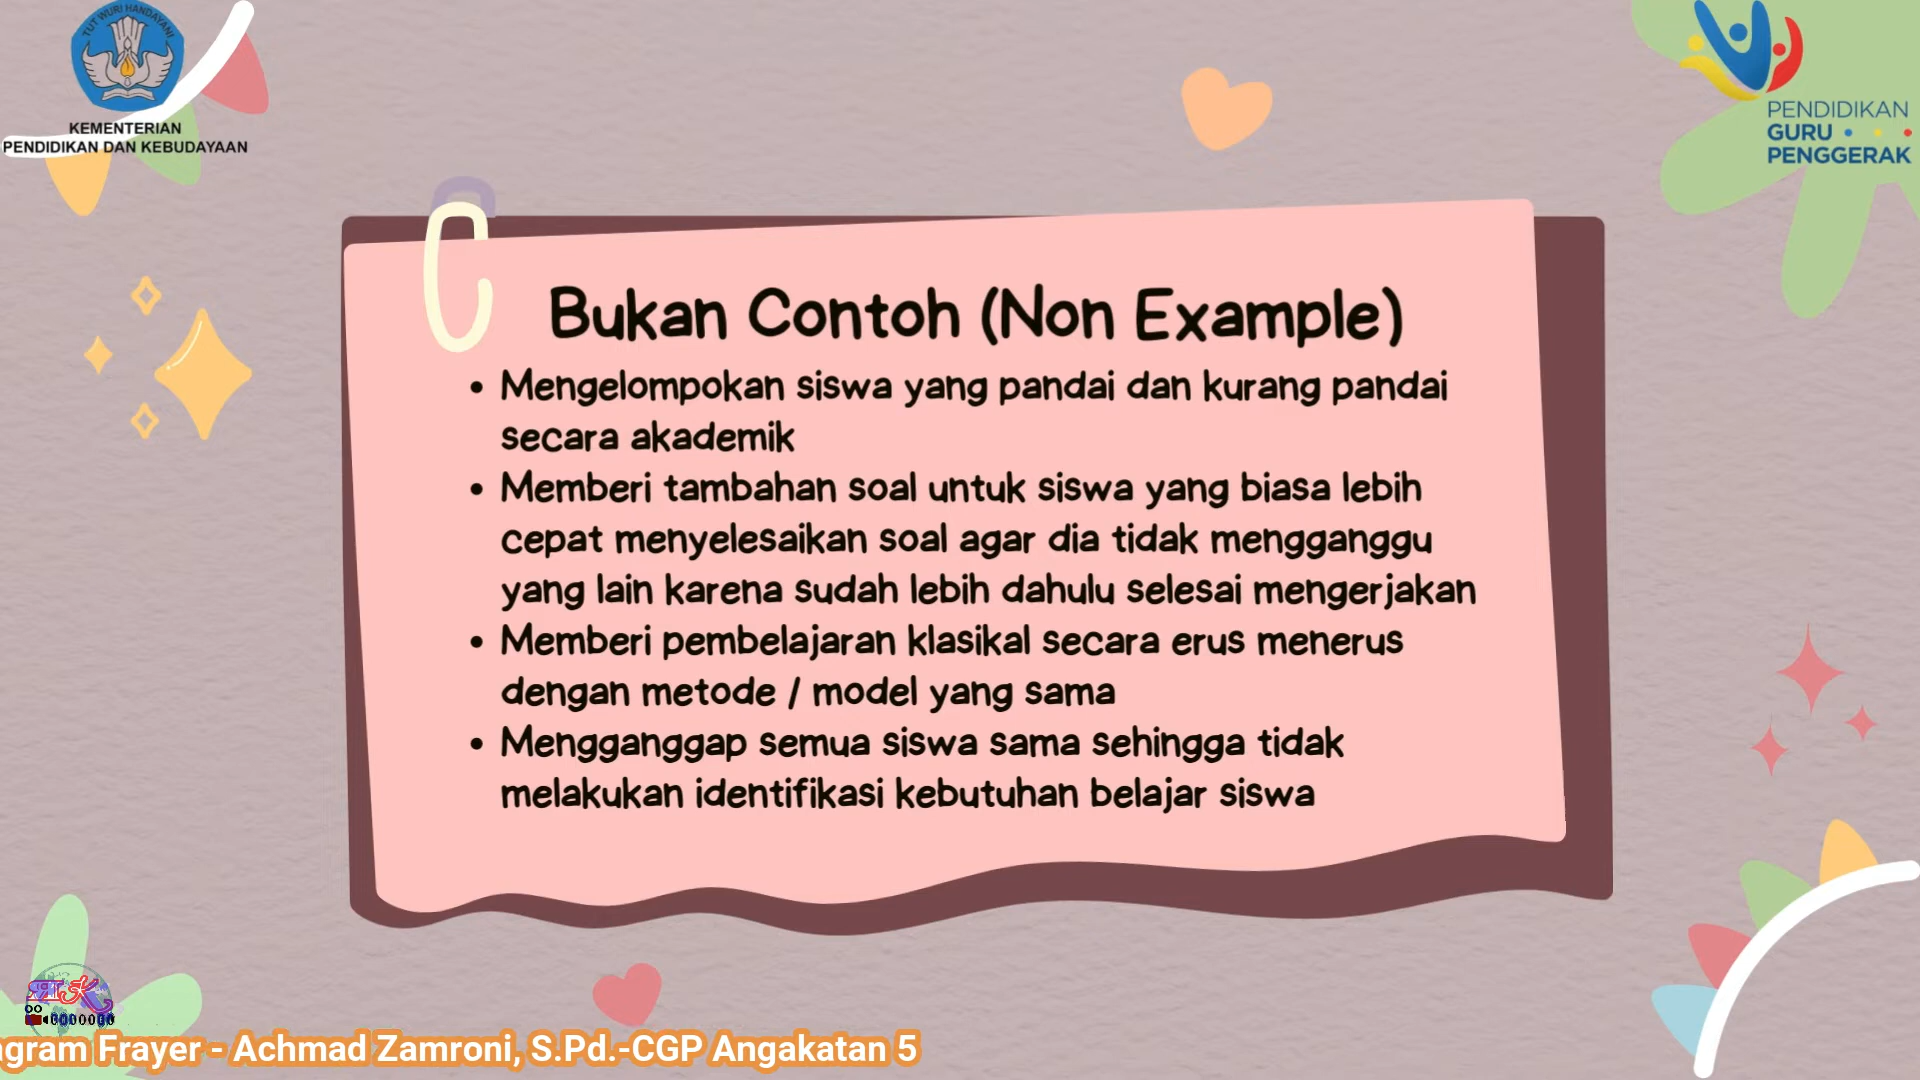 TUT WURI HANDAYANI
KEMENTERIAN
PENDIDIKAN DAN KEBUDAYAAN
PENDIDIKAN
GURU
PENGGERAK
Bukan Contoh (Non Example)
• Mengelompokan siswa yang pandai dan kurang pandai
secara akademik
• Memberi tambahan soal untuk siswa yang biasa lebih
cepat menyelesaikan soal agar dia tidak mengganggu
yang lain karena sudah lebih dahulu selesai mengerjakan
• Memberi pembelajaran klasikal secara erus menerus
dengan metode / model yang sama
• Mengganggap semua siswa sama sehingga tidak
melakukan identifikasi kebutuhan belajar siswa
agram Frayer - Achmad Zamroni, S.Pd.-CGP Angakatan 5